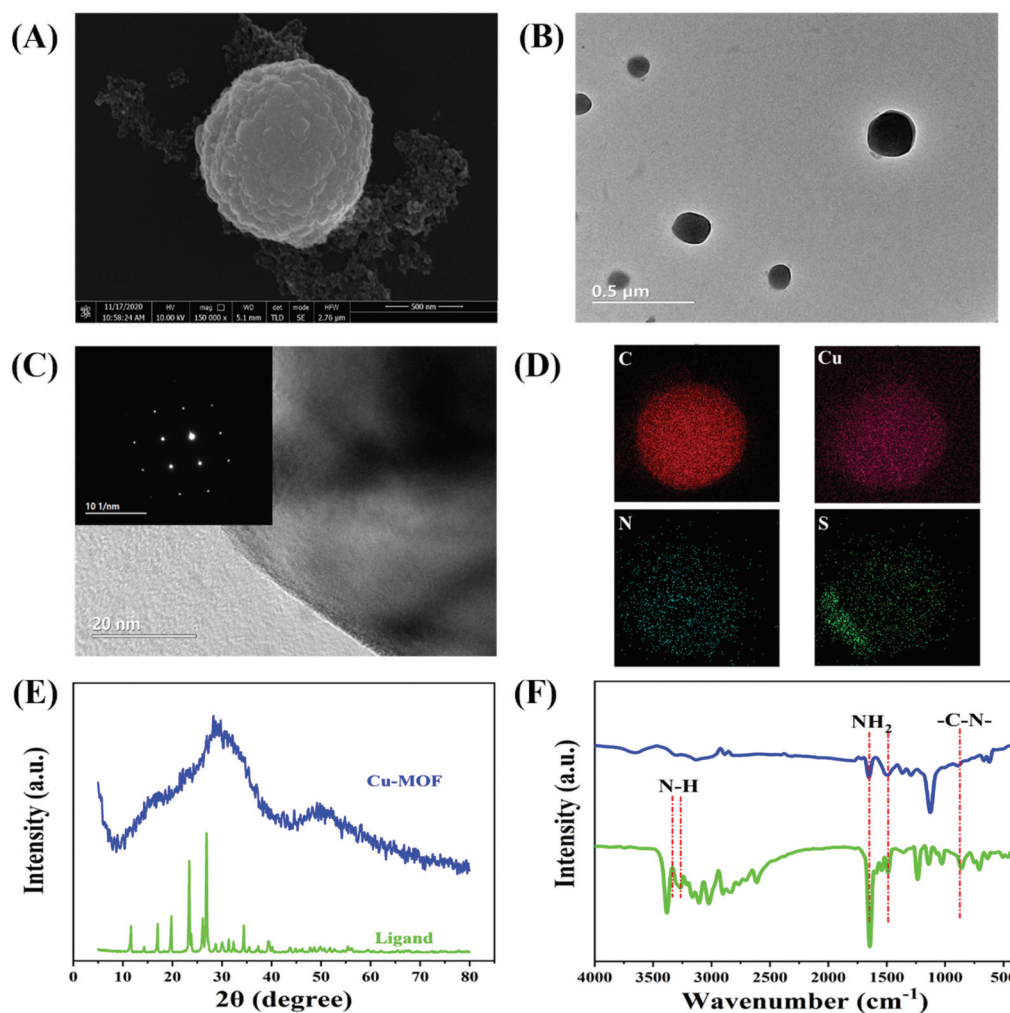 (A)
11/17/2020 HV mag WD det mode HFW 500 nm
10:58:24 AM 10.00 kV 150 000 x 5.1 mm TLD SE 2.76 µm
(B)
0.5 µm
(C)
10 1/nm
20 nm
(D)
C
Cu
N
S
(E)
Cu-MOF
Ligand
Intensity (a.u.)
0 10 20 30 40 50 60 70 80
2θ (degree)
(F)
NH2
-C-N-
N-H
Intensity (a.u.)
4000 3500 3000 2500 2000 1500 1000 500
Wavenumber (cm-1)